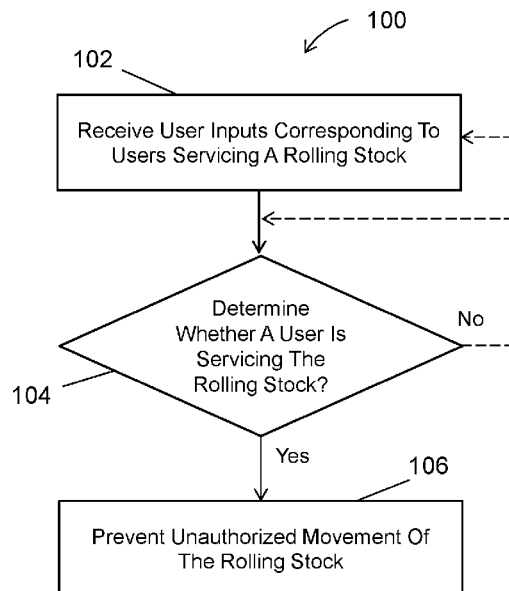 100
102
Receive User Inputs Corresponding To
Users Servicing A Rolling Stock
Determine
Whether A User Is
Servicing The
Rolling Stock?
No
104
Yes
106
Prevent Unauthorized Movement Of
The Rolling Stock